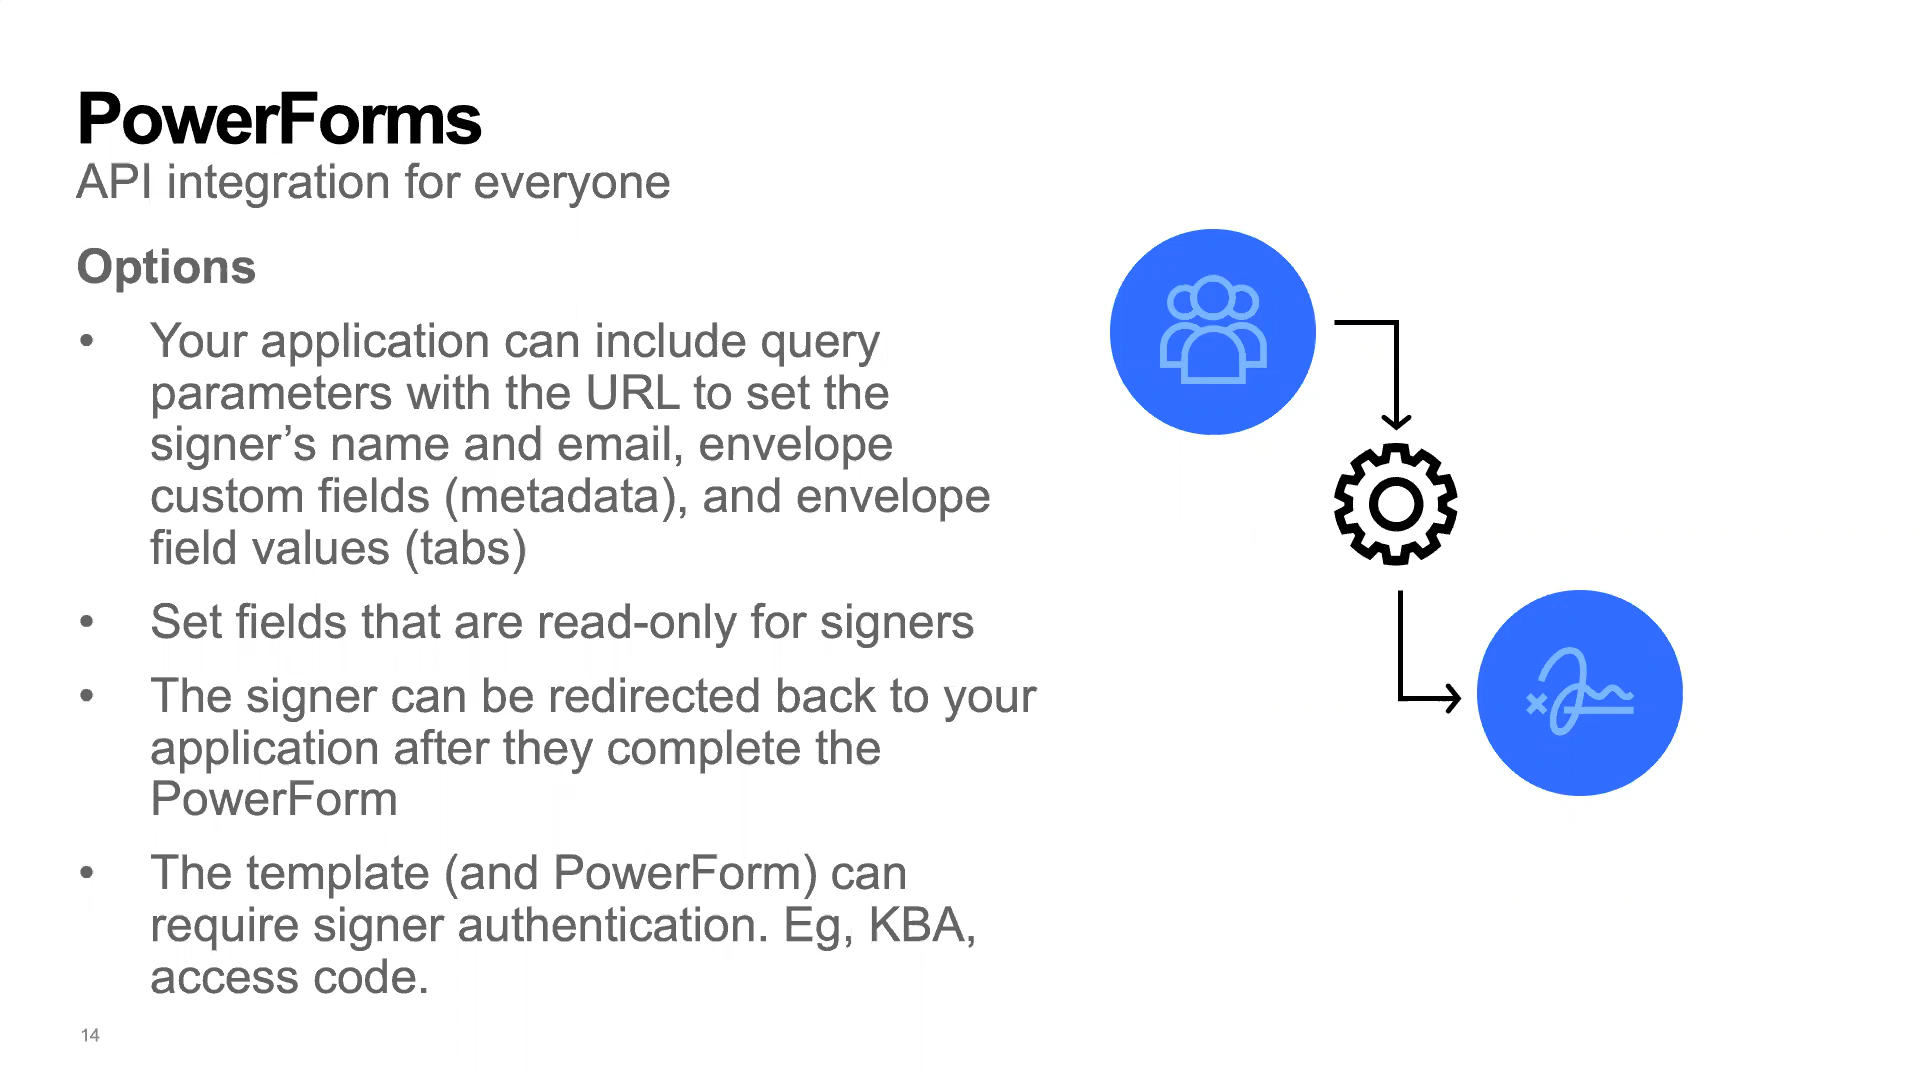 PowerForms
API integration for everyone
Options
• Your application can include query
parameters with the URL to set the
signer’s name and email, envelope
custom fields (metadata), and envelope
field values (tabs)
• Set fields that are read-only for signers
• The signer can be redirected back to your
application after they complete the
PowerForm
• The template (and PowerForm) can
require signer authentication. Eg, KBA,
access code.
14